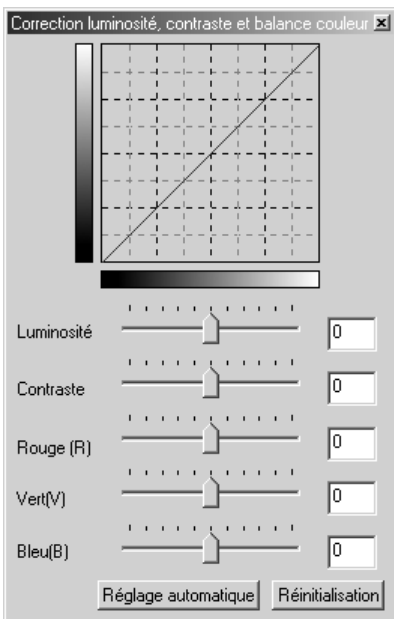 Correction luminosité, contraste et balance couleur
Luminosité 0
Contraste 0
Rouge (R) 0
Vert(V) 0
Bleu(B) 0
Réglage automatique Réinitialisation